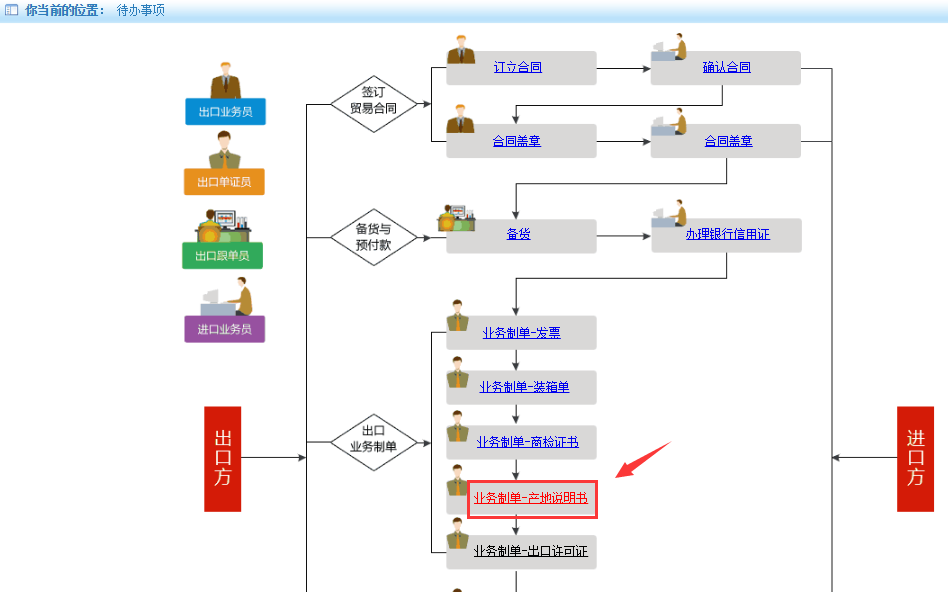 你当前的位置： 待办事项
出口业务员
出口单证员
出口跟单员
进口业务员
出口方
签订
贸易合同
订立合同
确认合同
合同盖章
合同盖章
备货与
预付款
备货
办理银行信用证
出口
业务制单
业务制单-发票
业务制单-装箱单
业务制单-商检证书
业务制单-产地说明书
业务制单-出口许可证
进口方